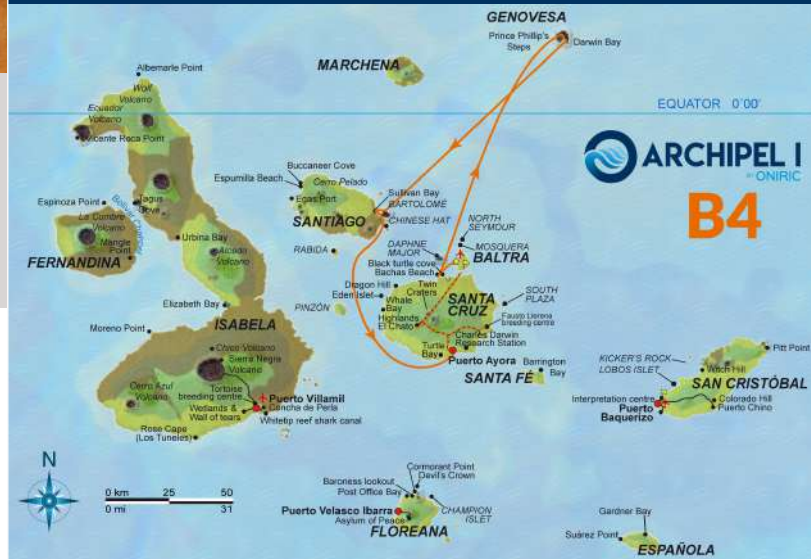 GENOVESA
Prince Phillip's
Steps
Darwin Bay
MARCHENA
Albemarle Point
Wolf
Volcano
Ecuador
Volcano
Vicente Roca Point
EQUATOR 0°00'
ARCHIPEL I
BY ONIRIC
B4
Buccaneer Cove
Espumilla Beach
Cerro Pelado
Egas Port
Sullivan Bay
BARTOLOMÉ
CHINESE HAT
SANTIAGO
Espinoza Point
Tagus
Cove
Bolivar Channel
La Cumbre
Volcano
Mangle
Point
FERNANDINA
Urbina Bay
Alcedo
Volcano
RABIDA
NORTH
SEYMOUR
DAPHNE
MAJOR
MOSQUERA
BALTRA
Black turtle cove
Bachas Beach
Dragon Hill
Eden Islet
Twin
Craters
Whale
Bay
SANTA
CRUZ
SOUTH
PLAZA
Highlands
El Chato
Fausto Llerena
breeding centre
Charles Darwin
Research Station
PINZÓN
Elizabeth Bay
Turtle
Bay
Puerto Ayora
ISABELA
Moreno Point
Chico Volcano
Sierra Negra
Volcano
SANTA FÉ
Barrington
Bay
Pitt Point
KICKER'S ROCK
LOBOS ISLET
Witch Hill
SAN CRISTÓBAL
Cerro Azul
Volcano
Tortoise
breeding centre
Puerto Villamil
Concha de Perla
Wetlands &
Wall of tears
Whitetip reef shark canal
Interpretation centre
Puerto
Baquerizo
Colorado Hill
Puerto Chino
Rose Cape
(Los Tuneles)
N
0 km 25 50
0 mi 31
Cormorant Point
Devil's Crown
Baroness lookout
Post Office Bay
CHAMPION
ISLET
Puerto Velasco Ibarra
Asylum of Peace
FLOREANA
Gardner Bay
Suárez Point
ESPAÑOLA